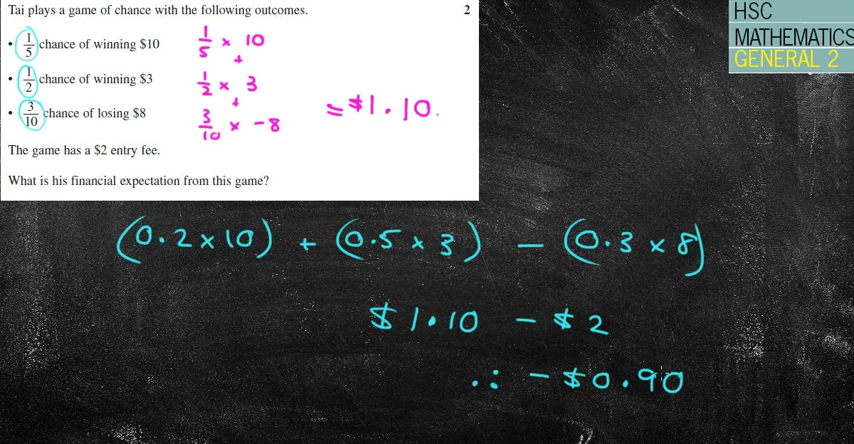 Tai plays a game of chance with the following outcomes. 2
• 1/5 chance of winning $10
1/5 × 10
+
• 1/2 chance of winning $3
1/2 × 3
+
• 3/10 chance of losing $8
3/10 × -8
= $1.10.
The game has a $2 entry fee.
What is his financial expectation from this game?
HSC
MATHEMATICS
GENERAL 2
(0.2 × 10) + (0.5 × 3) - (0.3 × 8)
$1.10 - $2
∴ -$0.90